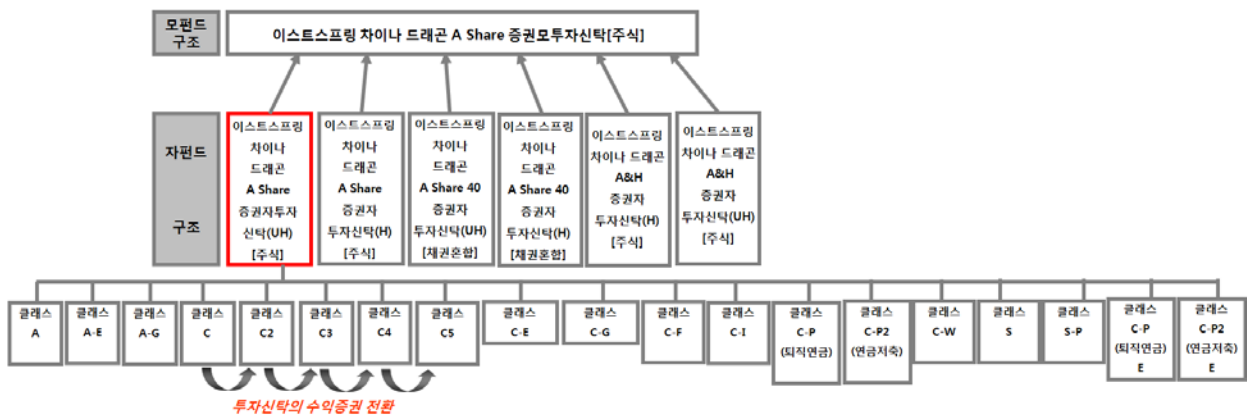 모펀드
구조
이스트스프링 차이나 드래곤 A Share 증권모투자신탁[주식]
자펀드
구조
이스트스프링
차이나
드래곤
A Share
증권자투자
신탁(UH)
[주식]
이스트스프링
차이나
드래곤
A Share
증권자
투자신탁(H)
[주식]
이스트스프링
차이나
드래곤
A Share 40
증권자
투자신탁(UH)
[채권혼합]
이스트스프링
차이나
드래곤
A Share 40
증권자
투자신탁(H)
[채권혼합]
이스트스프링
차이나 드래곤
A&H
증권자
투자신탁(H)
[주식]
이스트스프링
차이나 드래곤
A&H
증권자
투자신탁(UH)
[주식]
클래스
A
클래스
A-E
클래스
A-G
클래스
C
클래스
C2
클래스
C3
클래스
C4
클래스
C5
클래스
C-E
클래스
C-G
클래스
C-F
클래스
C-I
클래스
C-P
(퇴직연금)
클래스
C-P2
(연금저축)
클래스
C-W
클래스
S
클래스
S-P
클래스
C-P
(퇴직연금)
E
클래스
C-P2
(연금저축)
E
투자신탁의 수익증권 전환